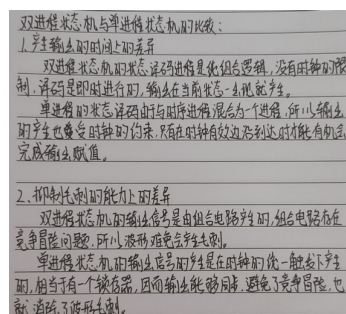 双进程状态机与单进程状态机的比较:
1.产生输出的时间上的差异
双进程状态机的状态译码进程是纯组合逻辑,没有时钟的限
制,译码是即时进行的,输出在当前状态一出现就产生。
单进程的状态译码由于与时序进程混合为一个进程,所以输出
的产生也要受时钟的约束,只有在时钟有效边沿到达时才能有机会
完成输出赋值。
2、抑制毛刺的能力上的差异
双进程状态机的输出信号是由组合电路产生的,组合电路存在
竞争冒险问题,所以波形难免会产生毛刺。
单进程状态机的输出信号的产生是在时钟的统一触发下产生
的,相当于有一个锁存器,因而输出能够同步,避免了竞争冒险,也
就消除了波形毛刺。